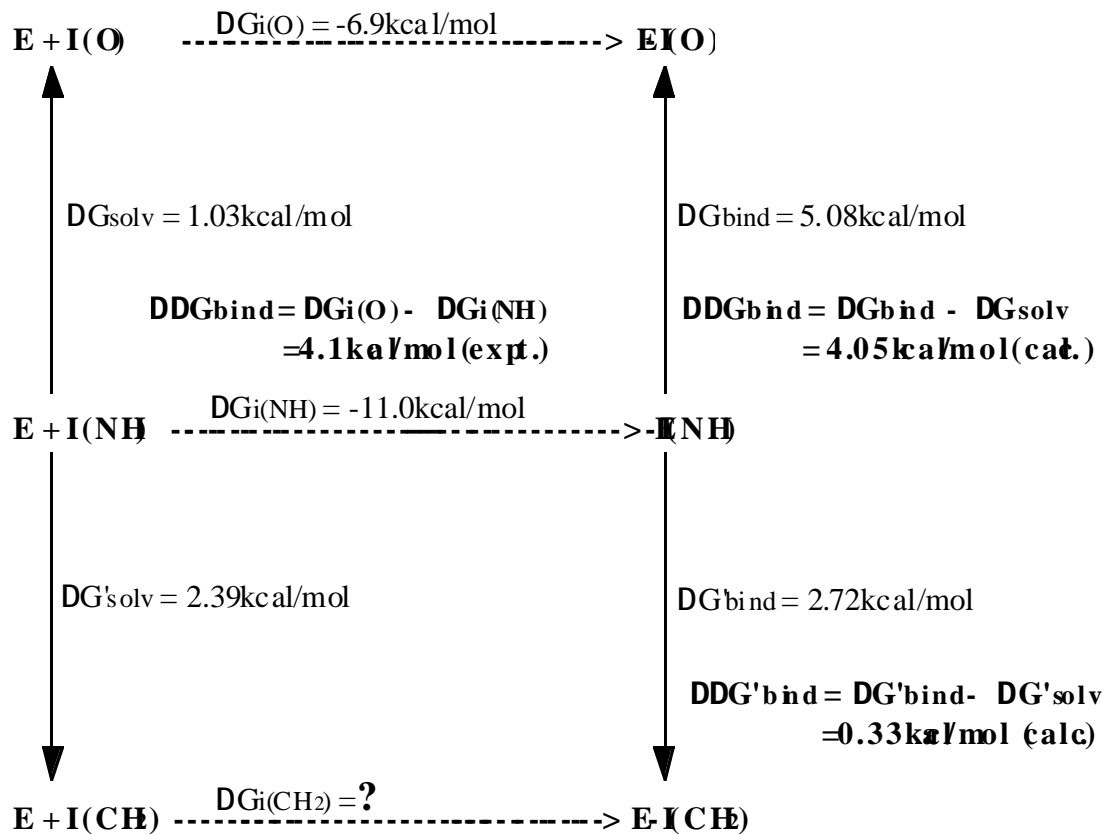 DGi(O) = -6.9kcal/mol
E + I(O) ----------------------------> E-I(O)
DGsolv = 1.03kcal/mol
DGbind = 5.08kcal/mol
DDGbind = DGi(O) - DGi(NH)
=4.1kcal/mol (expt.)
DDGbind = DGbind - DGsolv
= 4.05kcal/mol (calc.)
DGi(NH) = -11.0kcal/mol
E + I(NH) ----------------------------> E-I(NH)
DG'solv = 2.39kcal/mol
DG'bind = 2.72kcal/mol
DDG'bind = DG'bind - DG'solv
=0.33kcal/mol (calc.)
DGi(CH2) = ?
E + I(CH2) ----------------------------> E-I(CH2)